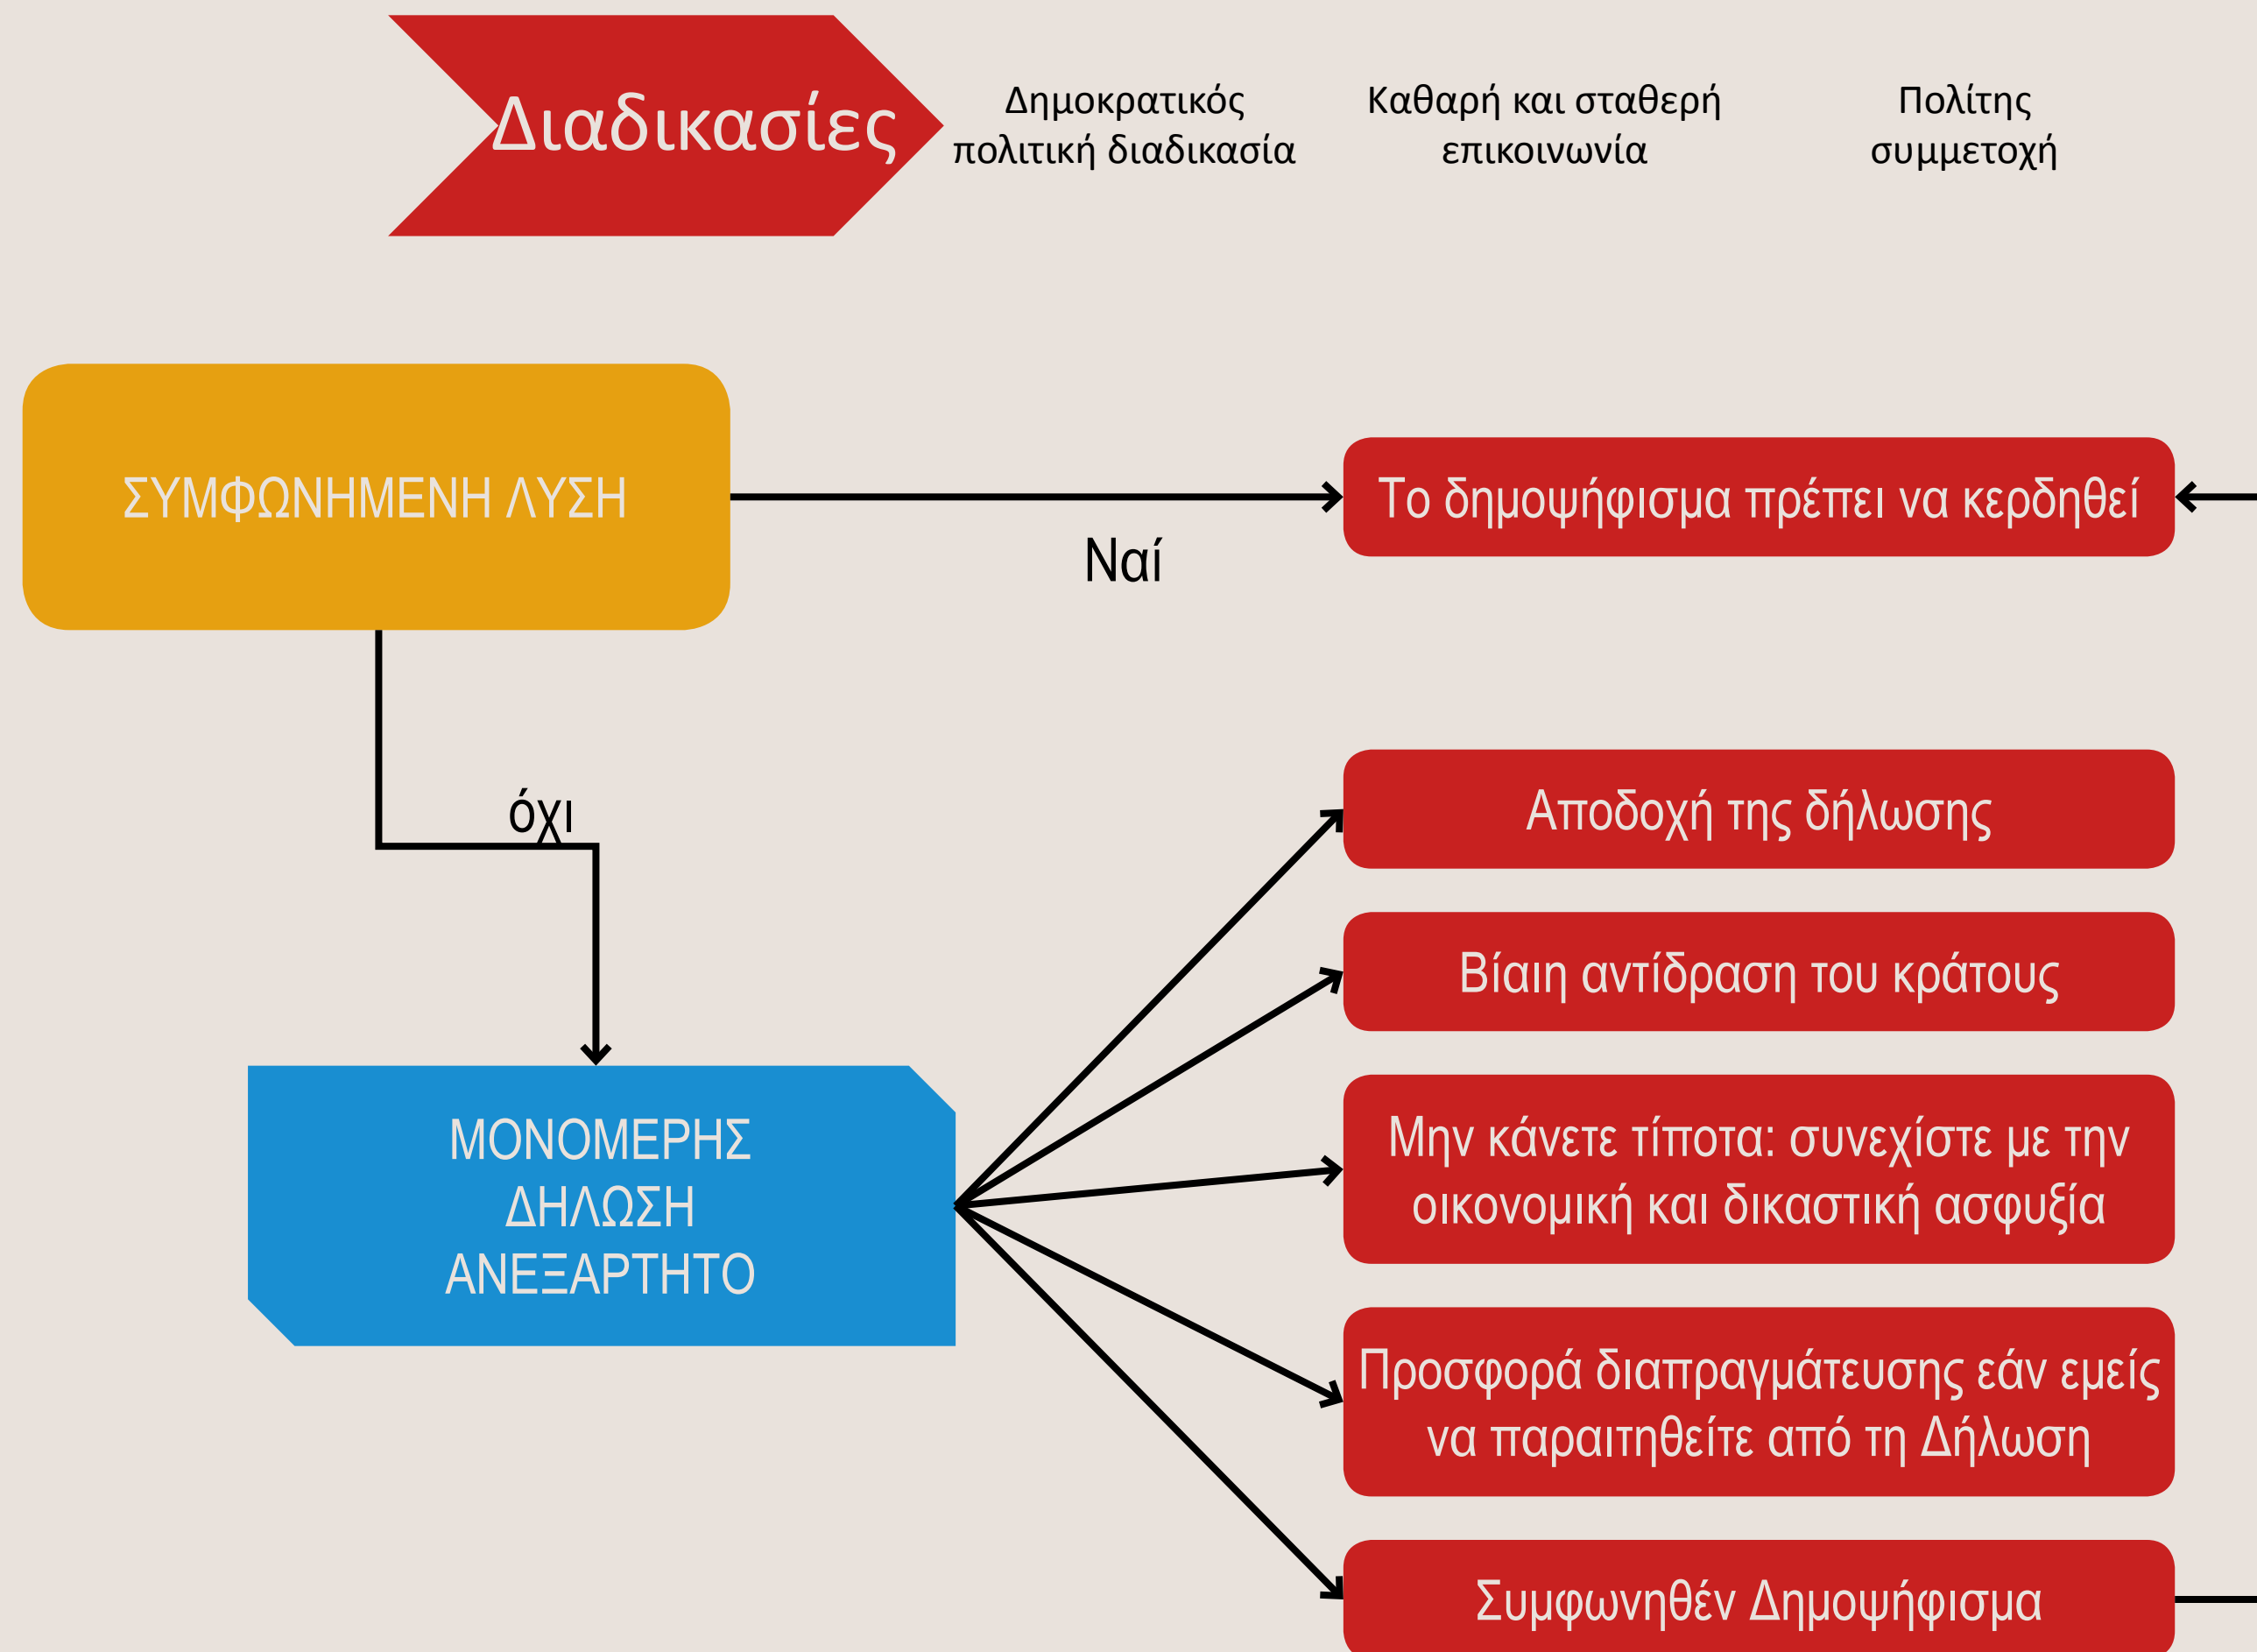 Διαδικασίες
Δημοκρατικός
πολιτική διαδικασία
Καθαρή και σταθερή
επικοινωνία
Πολίτης
συμμετοχή
ΣΥΜΦΩΝΗΜΕΝΗ ΛΥΣΗ
Ναί
Το δημοψήφισμα πρέπει να κερδηθεί
όχι
Αποδοχή της δήλωσης
Βίαιη αντίδραση του κράτους
ΜΟΝΟΜΕΡΗΣ
ΔΗΛΩΣΗ
ΑΝΕΞΑΡΤΗΤΟ
Μην κάνετε τίποτα: συνεχίστε με την
οικονομική και δικαστική ασφυξία
Προσφορά διαπραγμάτευσης εάν εμείς
να παραιτηθείτε από τη Δήλωση
Συμφωνηθέν Δημοψήφισμα